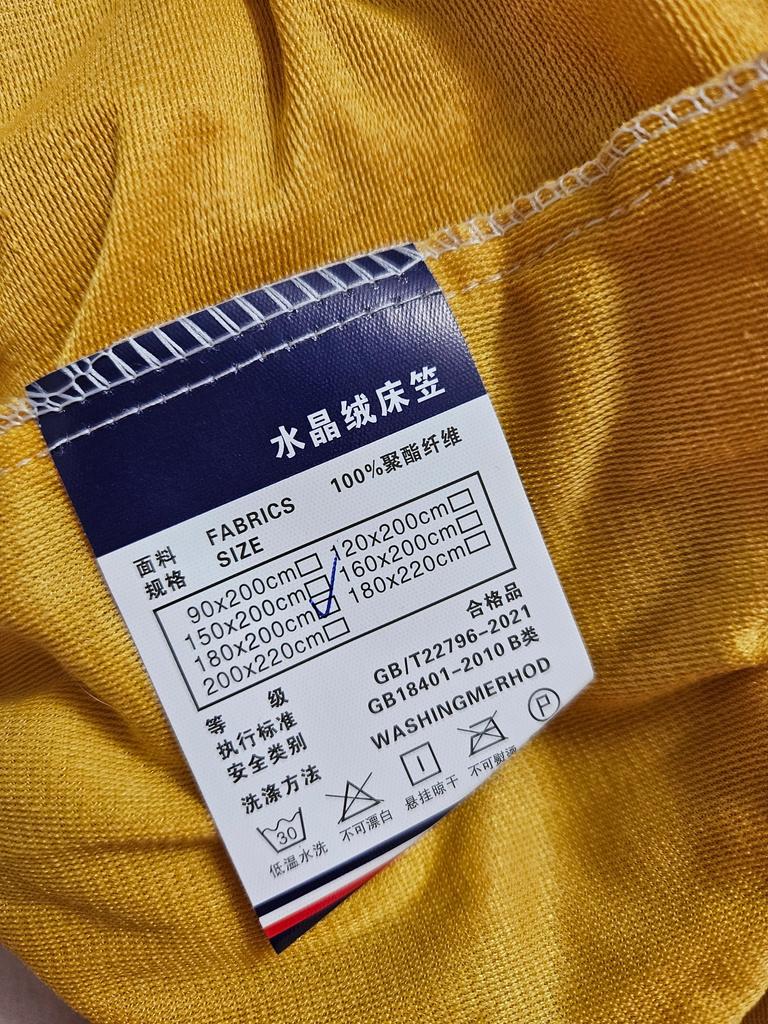 水晶绒床笠
面料 FABRICS 100%聚酯纤维
规格 SIZE
90x200cm 120x200cm
150x200cm 160x200cm
180x200cm 180x220cm
200x220cm
等 级 合格品
执行标准 GB/T22796-2021
安全类别 GB18401-2010 B类
洗涤方法 WASHINGMERHOD
30 P
低温水洗 不可漂白 悬挂晾干 不可熨烫